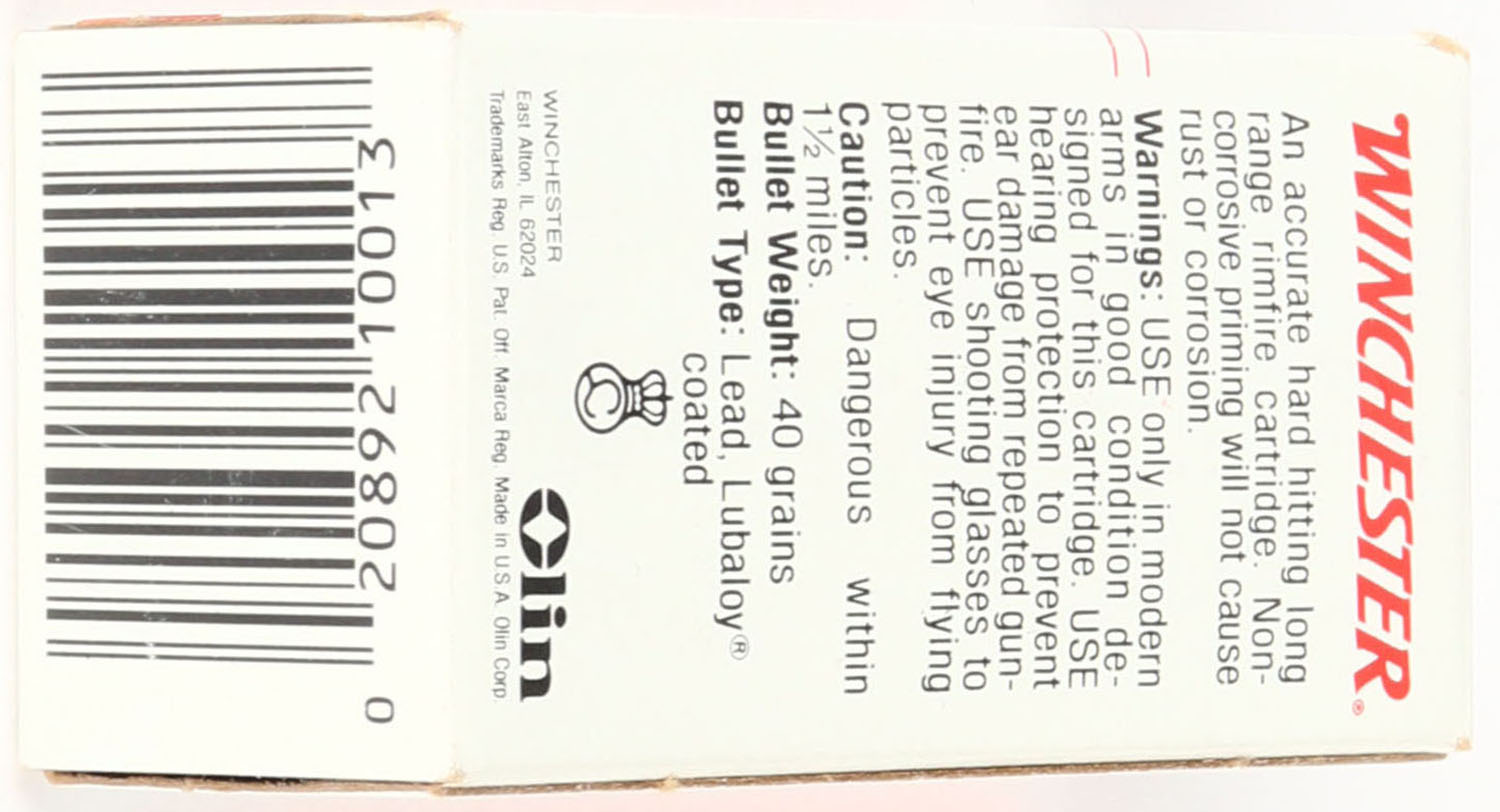 WINCHESTER®
An accurate hard hitting long
range rimfire cartridge. Non-
corrosive priming will not cause
rust or corrosion.
Warnings: USE only in modern
arms in good condition de-
signed for this cartridge. USE
hearing protection to prevent
ear damage from repeated gun-
fire. USE shooting glasses to
prevent eye injury from flying
particles.
Caution: Dangerous within
1½ miles.
Bullet Weight: 40 grains
Bullet Type: Lead, Lubaloy®
coated
C
WINCHESTER
East Alton, IL 62024
Olin
Trademarks Reg. U.S. Pat. Off. Marca Reg. Made in U.S.A. Olin Corp.
31001 26802 0